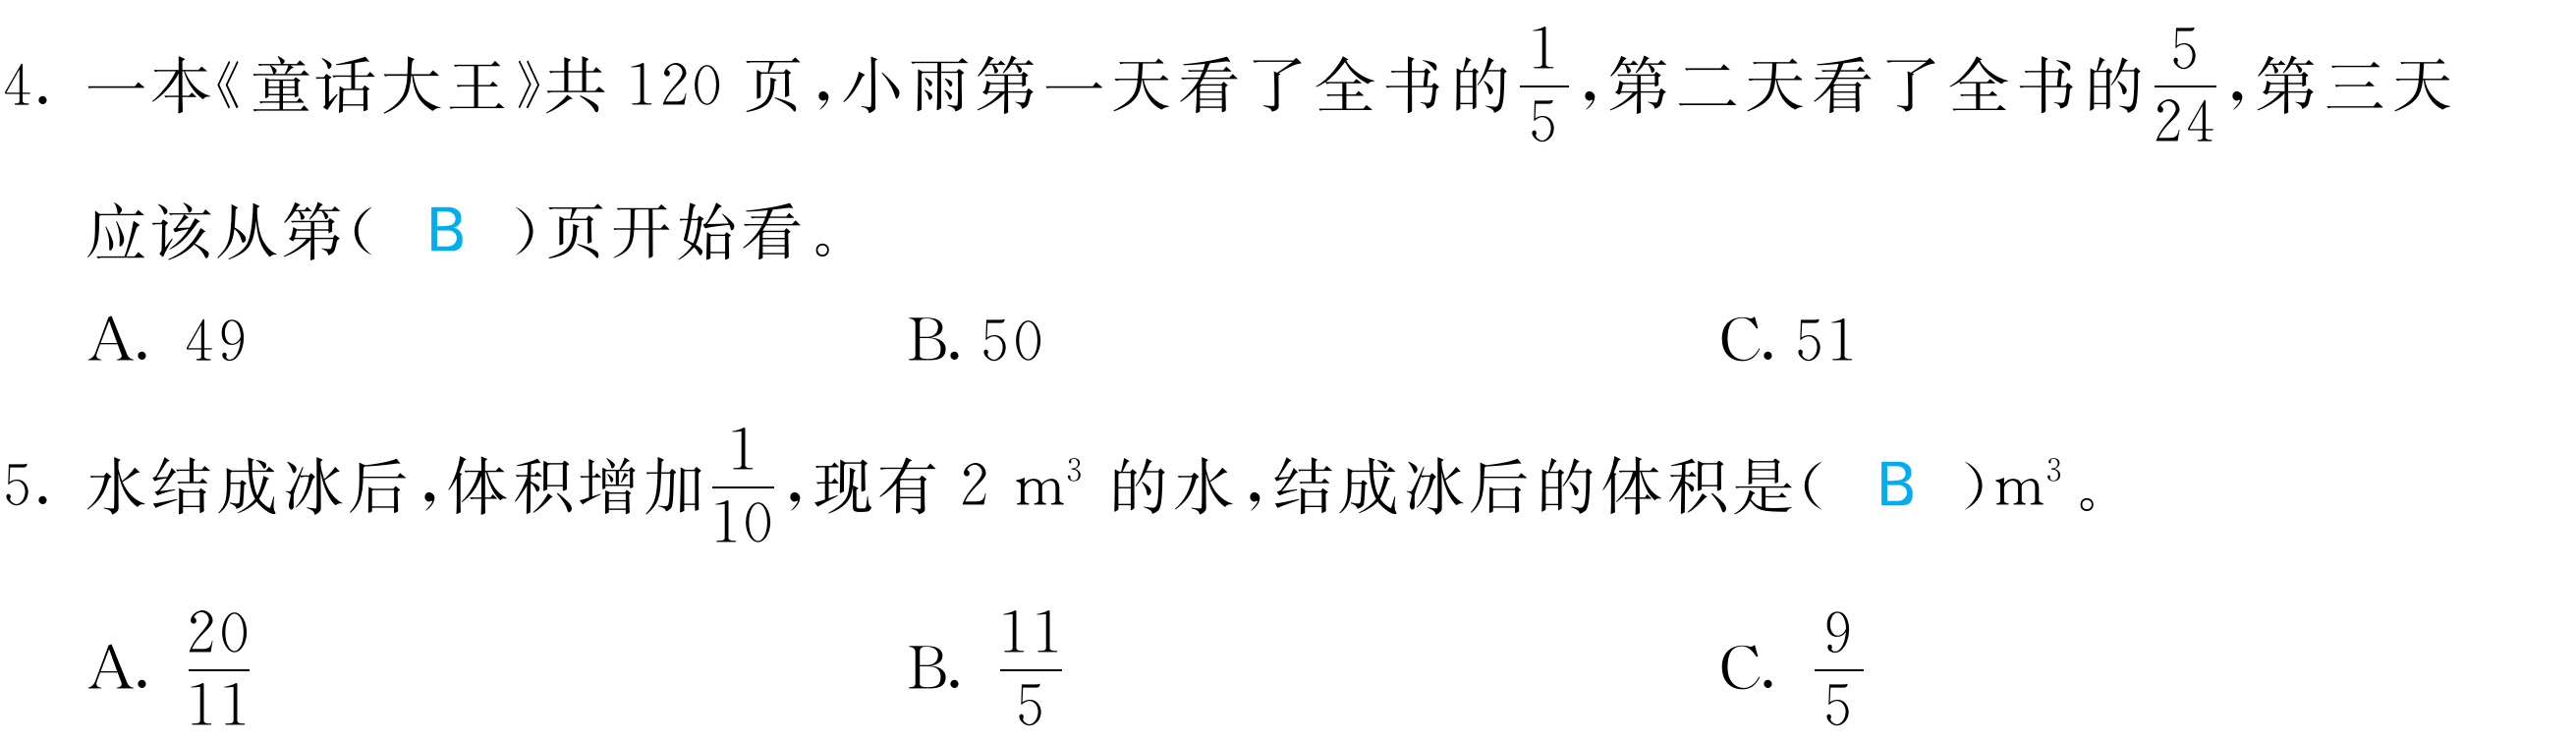 4. 一本《童话大王》共 120 页,小雨第一天看了全书的1/5,第二天看了全书的5/24,第三天
应该从第( B )页开始看。
A. 49 B. 50 C. 51
5. 水结成冰后,体积增加1/10,现有 2 m³ 的水,结成冰后的体积是( B )m³。
A. 20/11 B. 11/5 C. 9/5